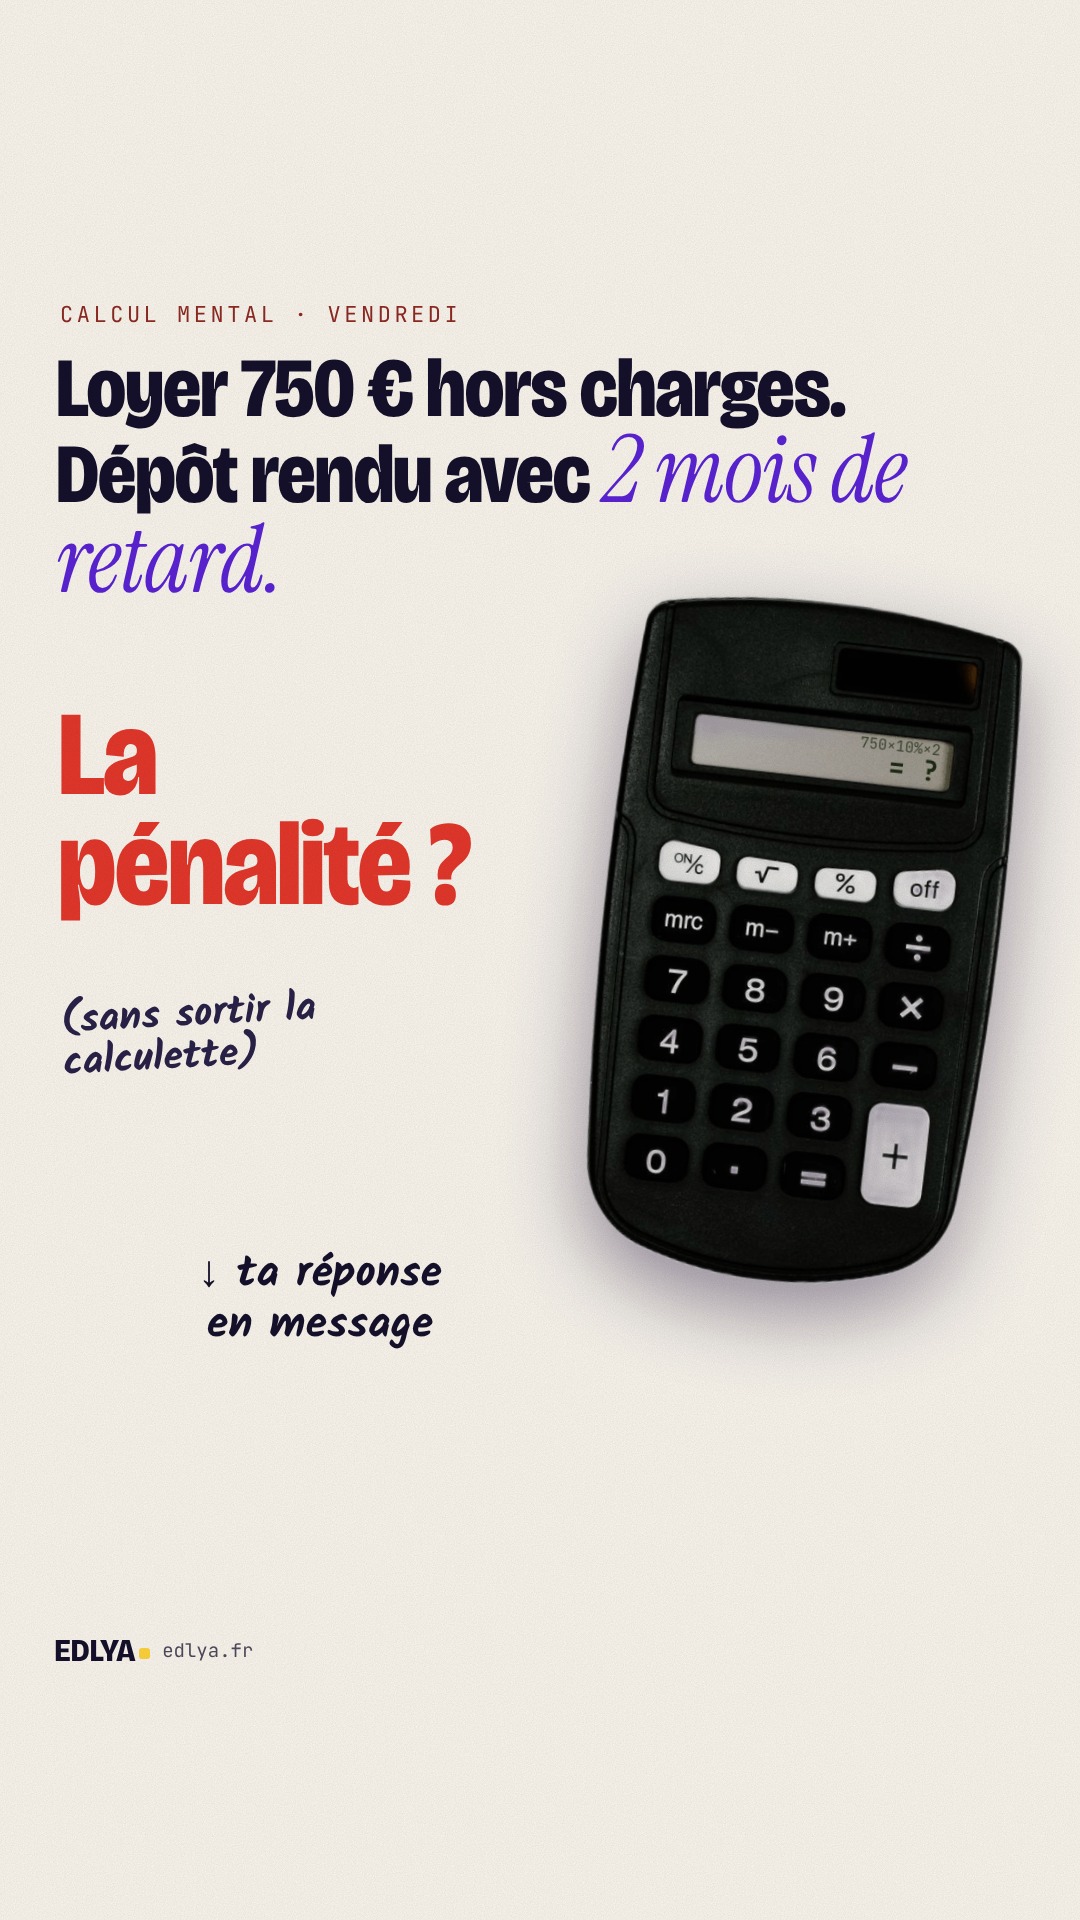 CALCUL MENTAL · VENDREDI
Loyer 750 € hors charges.
Dépôt rendu avec 2 mois de
retard.
La
pénalité ?
(sans sortir la
calculette)
↓ ta réponse
en message
750×10%×2
= ?
ON/C √ % off
mrc m− m+ ÷
7 8 9 ×
4 5 6 −
1 2 3 +
0 . =
EDLYA. edlya.fr